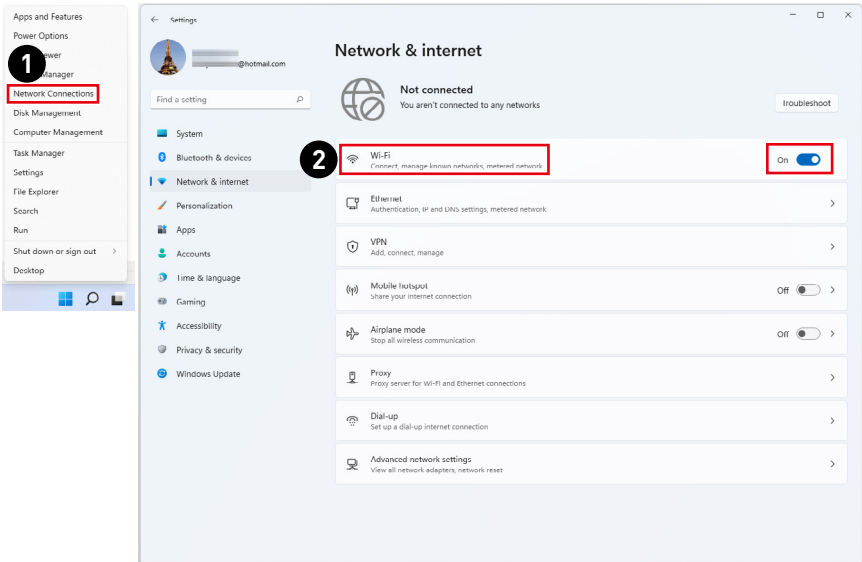 Apps and Features
Power Options
ewer
Manager
Network Connections
Disk Management
Computer Management
Task Manager
Settings
File Explorer
Search
Run
Shut down or sign out
Desktop
1
Settings
@hotmail.com
Find a setting
System
Bluetooth & devices
Network & internet
Personalization
Apps
Accounts
Time & language
Gaming
Accessibility
Privacy & security
Windows Update
Network & internet
Not connected
You aren't connected to any networks
Troubleshoot
2
Wi-Fi
Connect, manage known networks, metered network
On
Ethernet
Authentication, IP and DNS settings, metered network
VPN
Add, connect, manage
Mobile hotspot
Share your internet connection
Off
Airplane mode
Stop all wireless communication
Off
Proxy
Proxy server for Wi-Fi and Ethernet connections
Dial-up
Set up a dial-up internet connection
Advanced network settings
View all network adapters, network reset